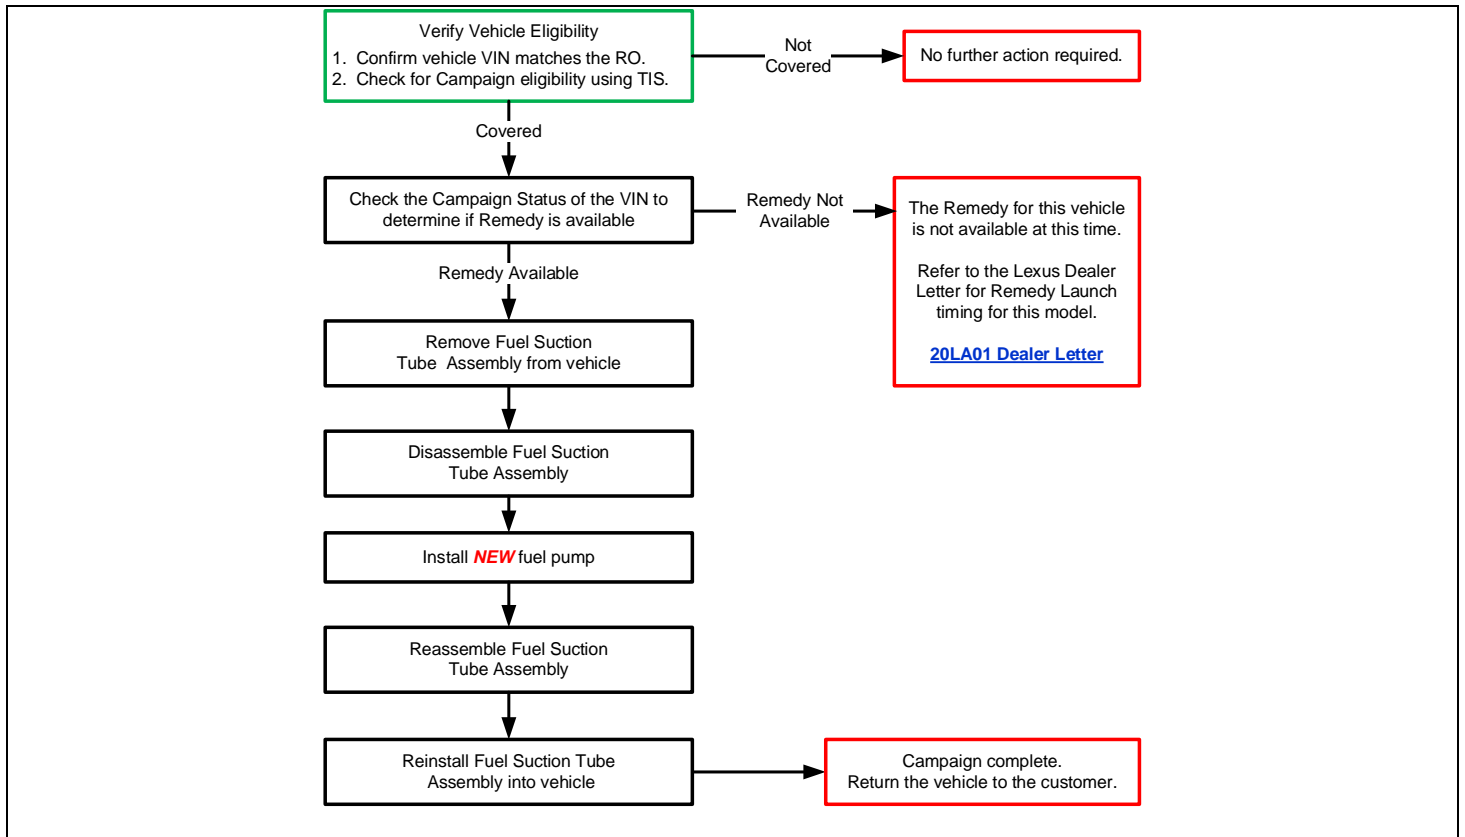 Verify Vehicle Eligibility
1. Confirm vehicle VIN matches the RO.
2. Check for Campaign eligibility using TIS.
Not
Covered
No further action required.
Covered
Check the Campaign Status of the VIN to
determine if Remedy is available
Remedy Not
Available
The Remedy for this vehicle
is not available at this time.
Refer to the Lexus Dealer
Letter for Remedy Launch
timing for this model.
20LA01 Dealer Letter
Remedy Available
Remove Fuel Suction
Tube Assembly from vehicle
Disassemble Fuel Suction
Tube Assembly
Install NEW fuel pump
Reassemble Fuel Suction
Tube Assembly
Reinstall Fuel Suction Tube
Assembly into vehicle
Campaign complete.
Return the vehicle to the customer.